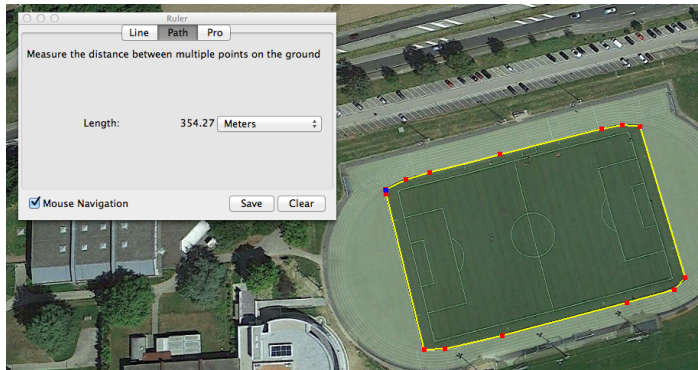 Ruler
Line Path Pro
Measure the distance between multiple points on the ground
Length: 354.27 Meters
Mouse Navigation Save Clear